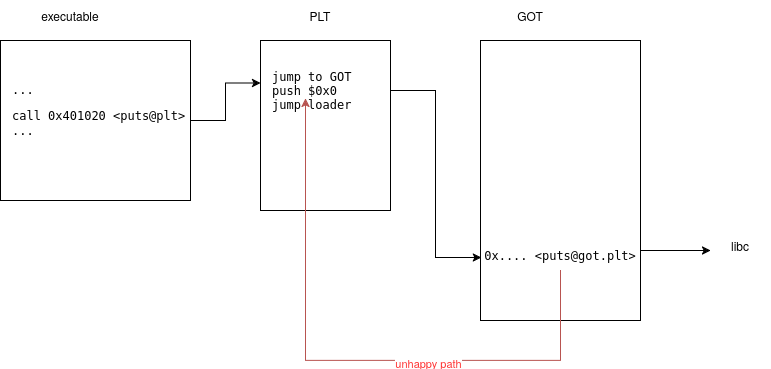 executable
PLT
GOT
...
call 0x401020 <puts@plt>
...
jump to GOT
push $0x0
jump loader
0x.... <puts@got.plt>
libc
unhappy path